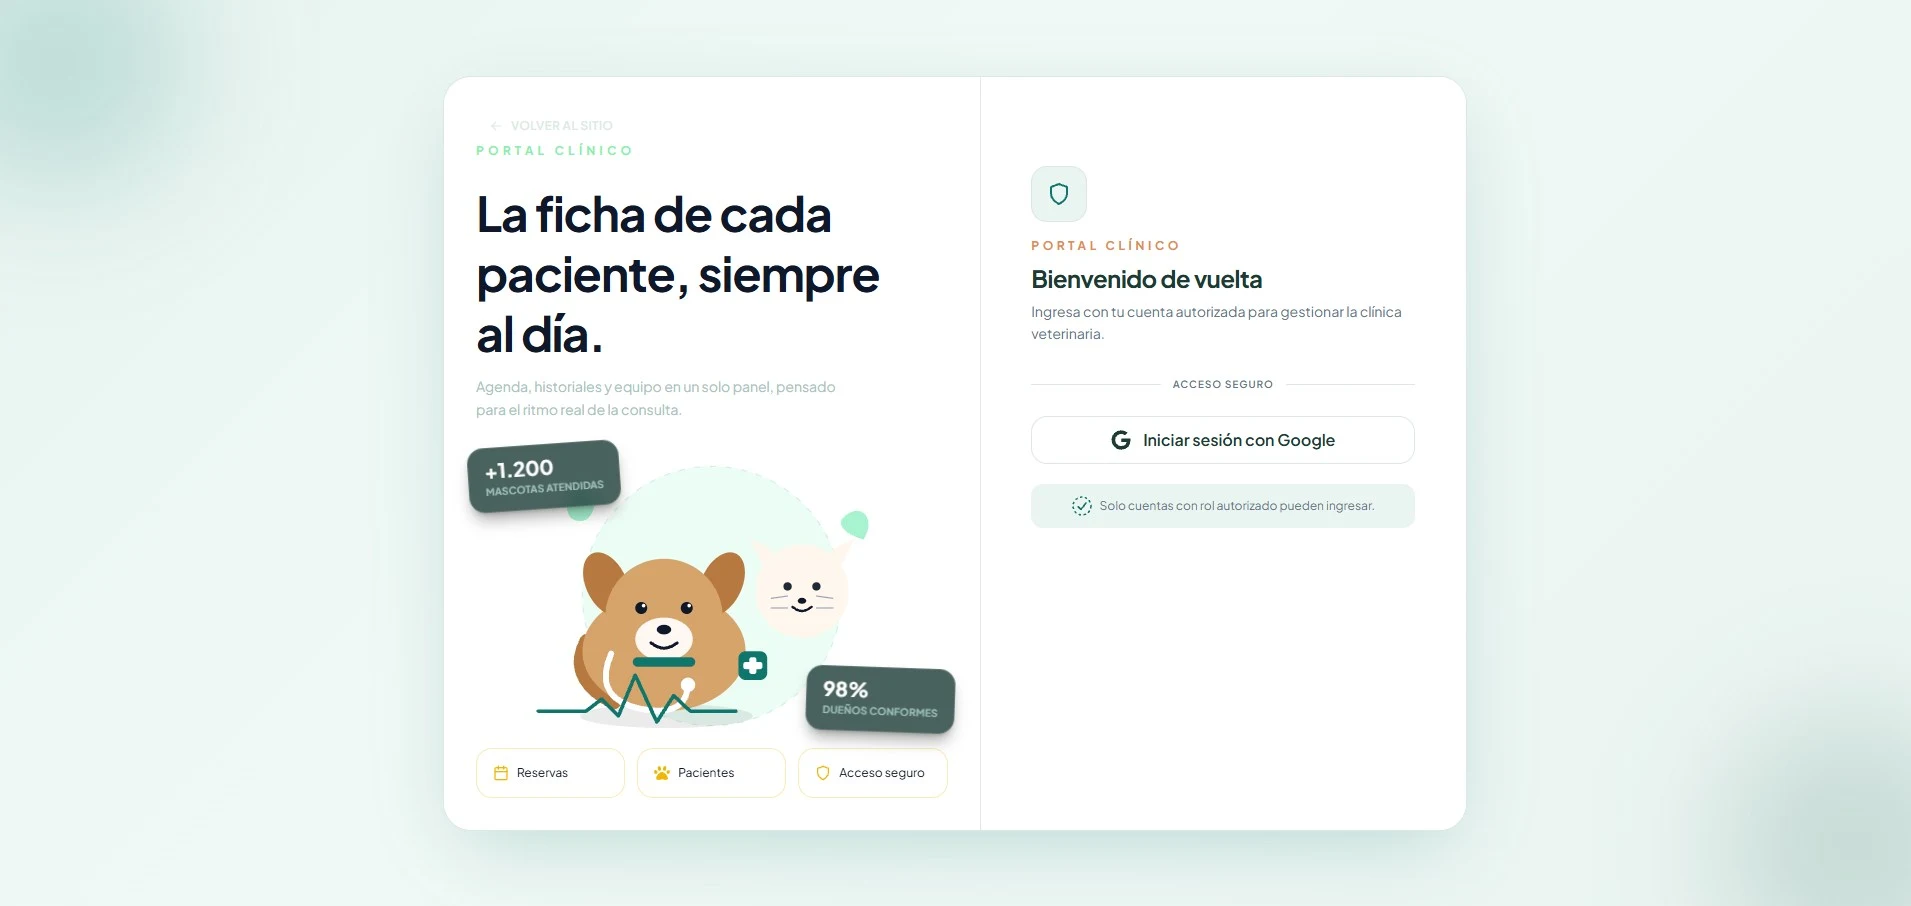 VOLVER AL SITIO
PORTAL CLÍNICO
La ficha de cada
paciente, siempre
al día.
Agenda, historiales y equipo en un solo panel, pensado
para el ritmo real de la consulta.
+1.200
MASCOTAS ATENDIDAS
98%
DUEÑOS CONFORMES
Reservas
Pacientes
Acceso seguro
PORTAL CLÍNICO
Bienvenido de vuelta
Ingresa con tu cuenta autorizada para gestionar la clínica
veterinaria.
ACCESO SEGURO
Iniciar sesión con Google
Solo cuentas con rol autorizado pueden ingresar.